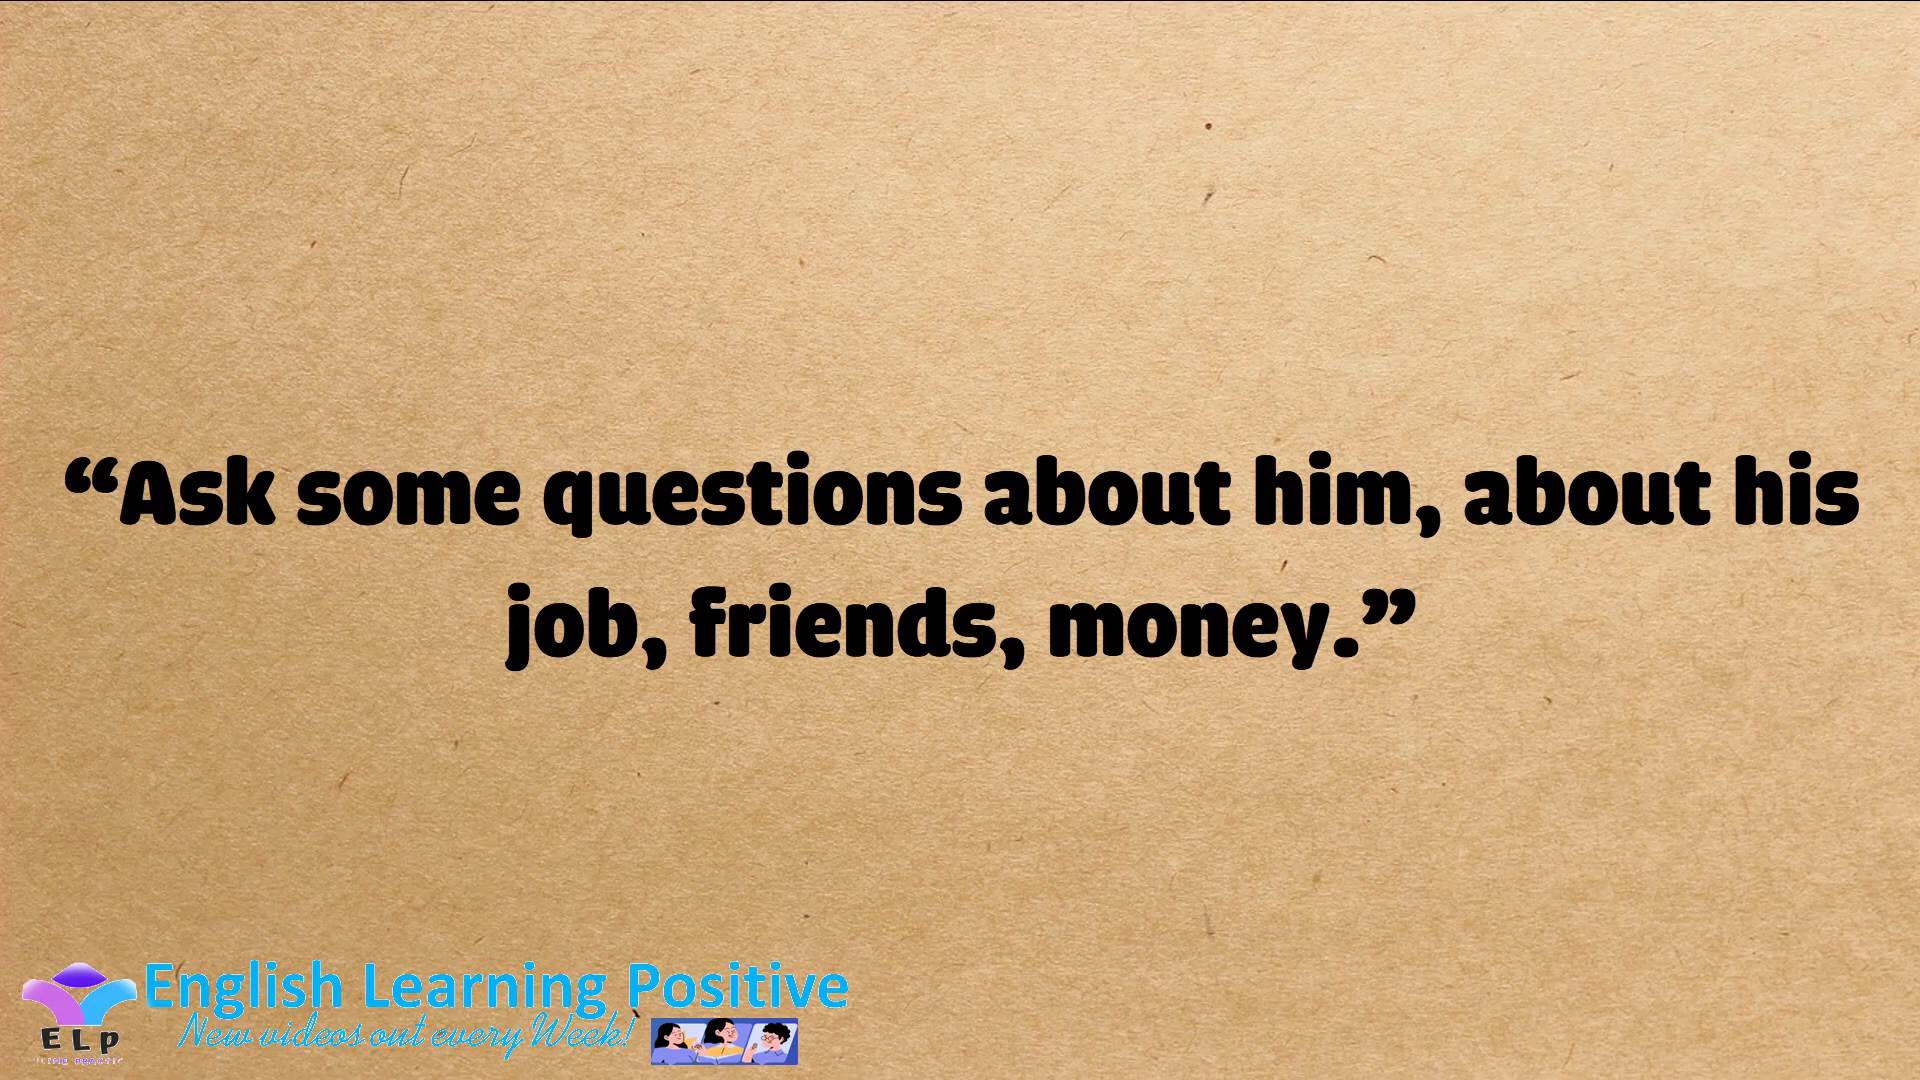 “Ask some questions about him, about his
job, friends, money.”
English Learning Positive
New videos out every Week!
ELP